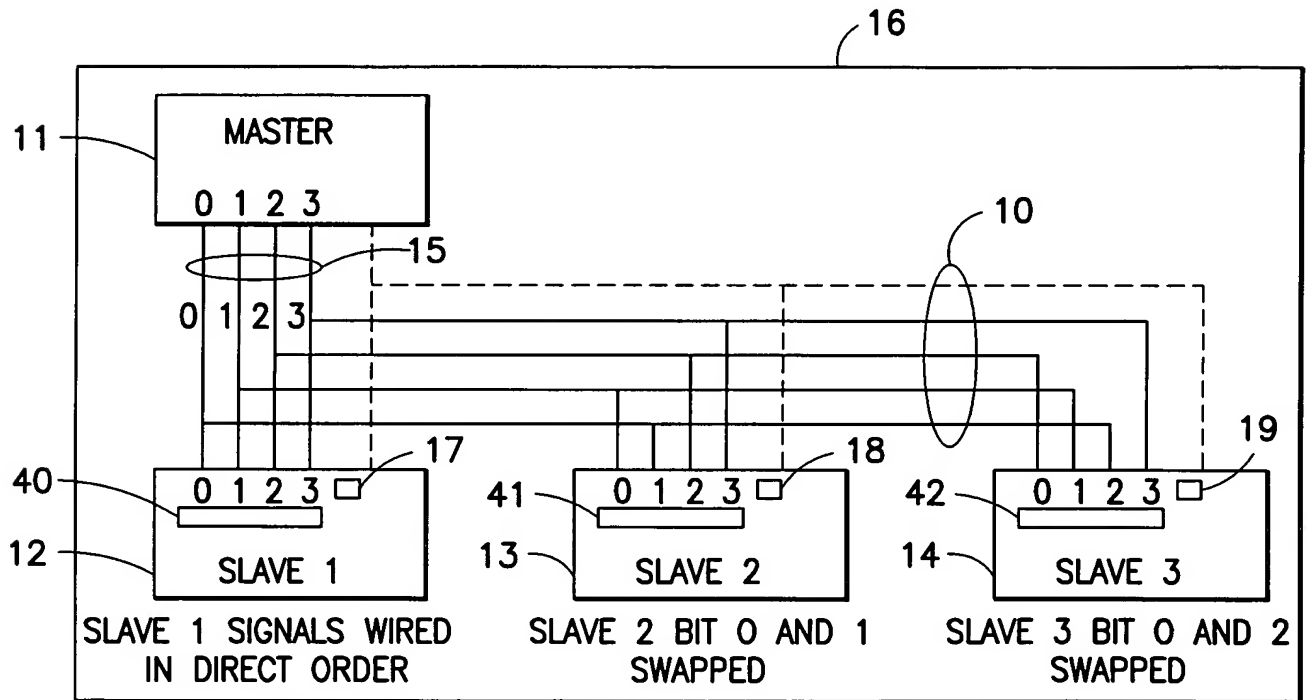 16
11
MASTER
0 1 2 3
15
10
0 1 2 3
17
18
19
40
0 1 2 3
41
0 1 2 3
42
0 1 2 3
12
SLAVE 1
13
SLAVE 2
14
SLAVE 3
SLAVE 1 SIGNALS WIRED
IN DIRECT ORDER
SLAVE 2 BIT 0 AND 1
SWAPPED
SLAVE 3 BIT 0 AND 2
SWAPPED